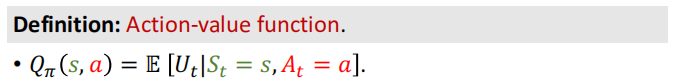 Definition: Action-value function.
• Qπ(s, a) = 𝔼 [Ut|St = s, At = a].